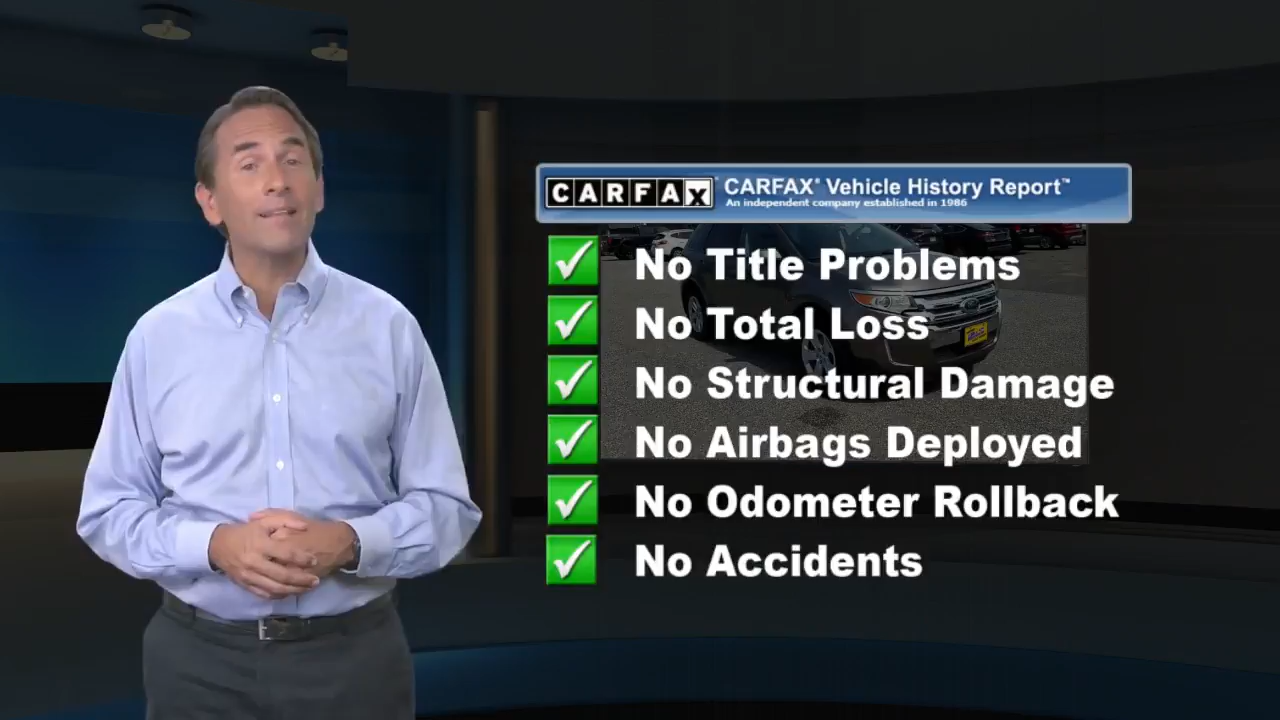 CARFAX CARFAX® Vehicle History Report™
An independent company established in 1986
No Title Problems
No Total Loss
No Structural Damage
No Airbags Deployed
No Odometer Rollback
No Accidents